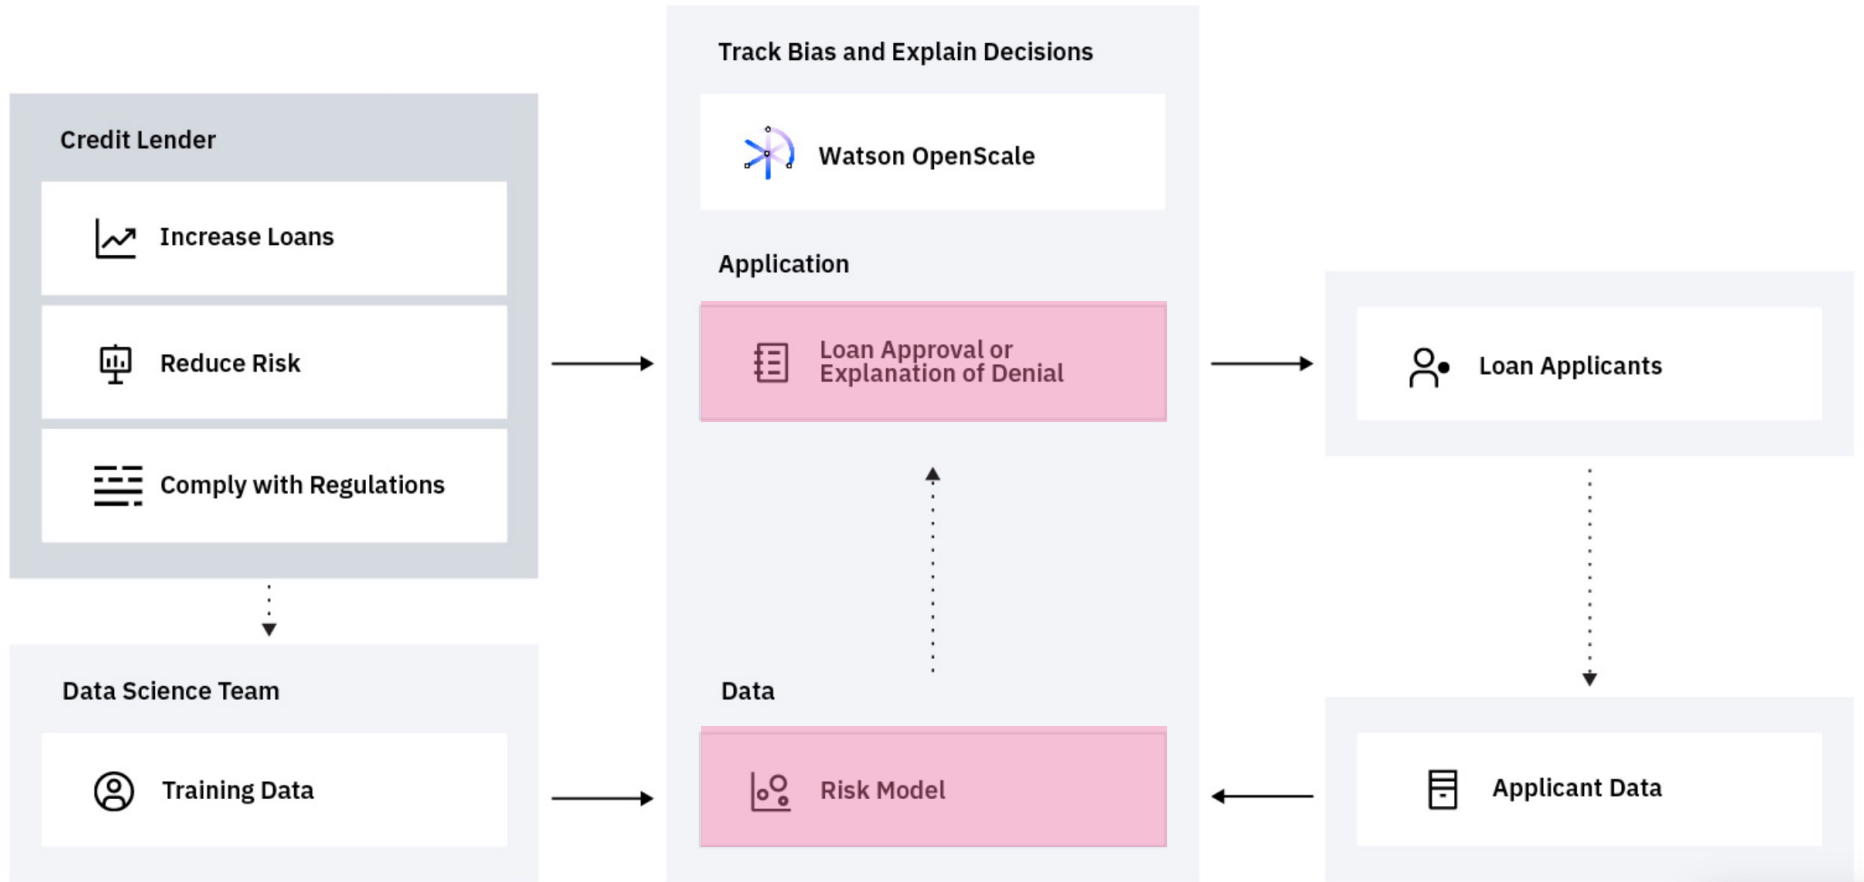 Credit Lender
Increase Loans
Reduce Risk
Comply with Regulations
Data Science Team
Training Data
Track Bias and Explain Decisions
Watson OpenScale
Application
Loan Approval or
Explanation of Denial
Data
Risk Model
Loan Applicants
Applicant Data